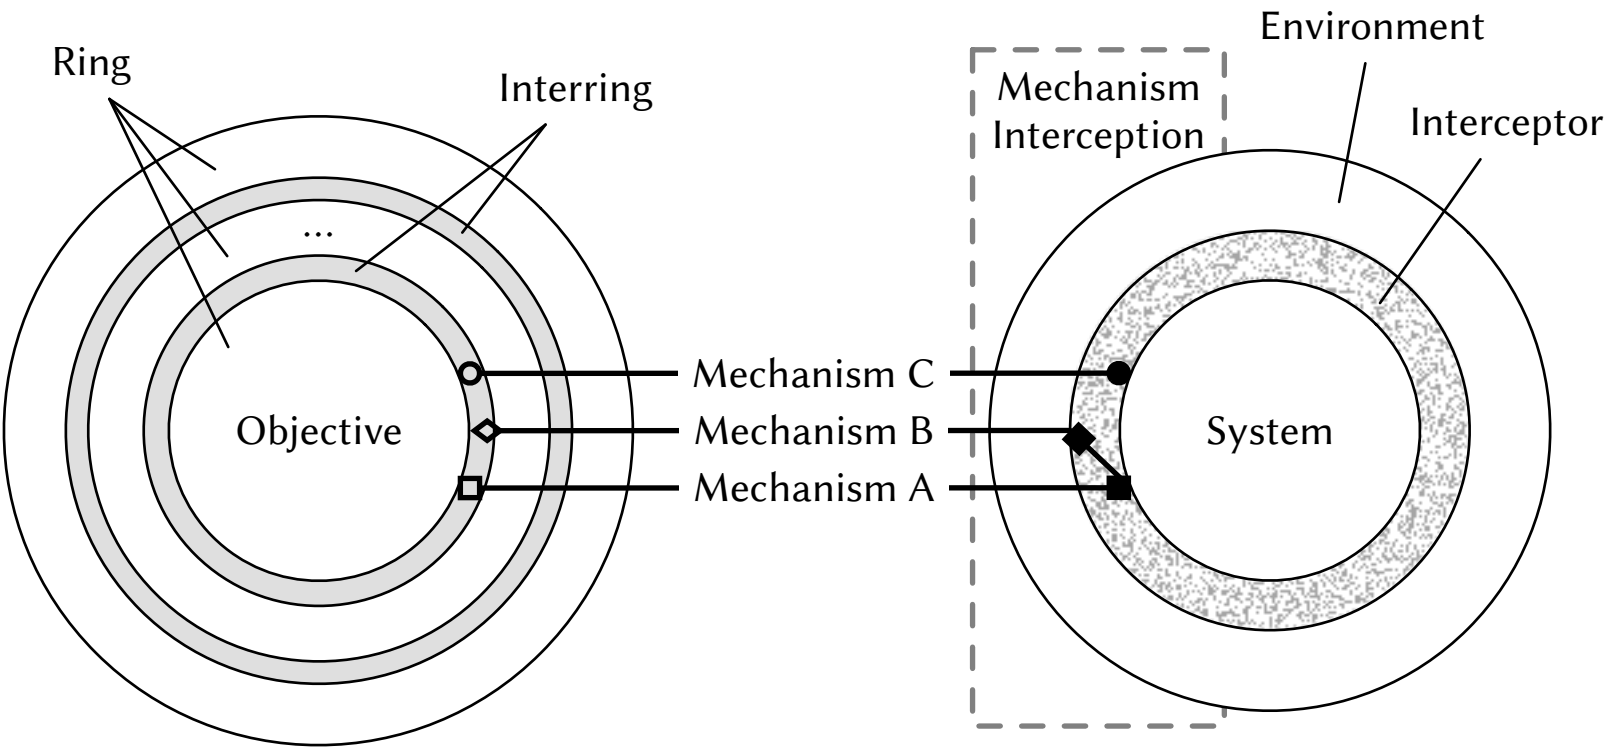 Environment
Ring
Interring
Mechanism
Interception
Interceptor
...
Mechanism C
Objective
Mechanism B
System
Mechanism A